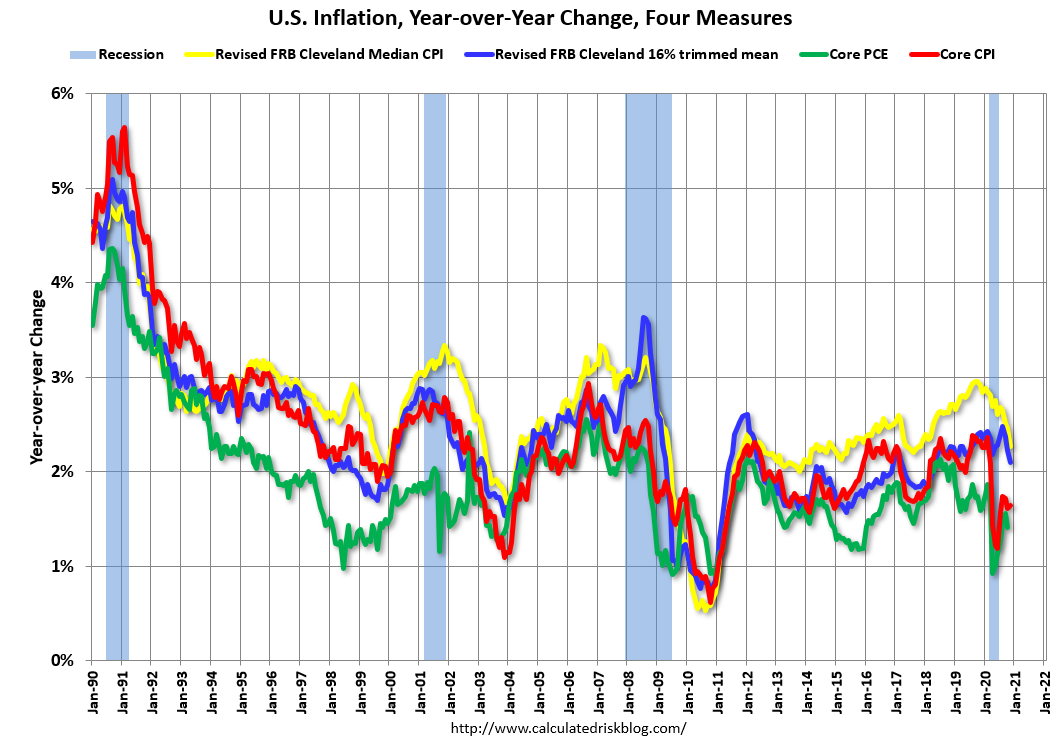 U.S. Inflation, Year-over-Year Change, Four Measures
Recession Revised FRB Cleveland Median CPI Revised FRB Cleveland 16% trimmed mean Core PCE Core CPI
6%
5%
4%
3%
2%
1%
0%
Year-over-year Change
Jan-90 Jan-91 Jan-92 Jan-93 Jan-94 Jan-95 Jan-96 Jan-97 Jan-98 Jan-99 Jan-00 Jan-01 Jan-02 Jan-03 Jan-04 Jan-05 Jan-06 Jan-07 Jan-08 Jan-09 Jan-10 Jan-11 Jan-12 Jan-13 Jan-14 Jan-15 Jan-16 Jan-17 Jan-18 Jan-19 Jan-20 Jan-21 Jan-22
http://www.calculatedriskblog.com/